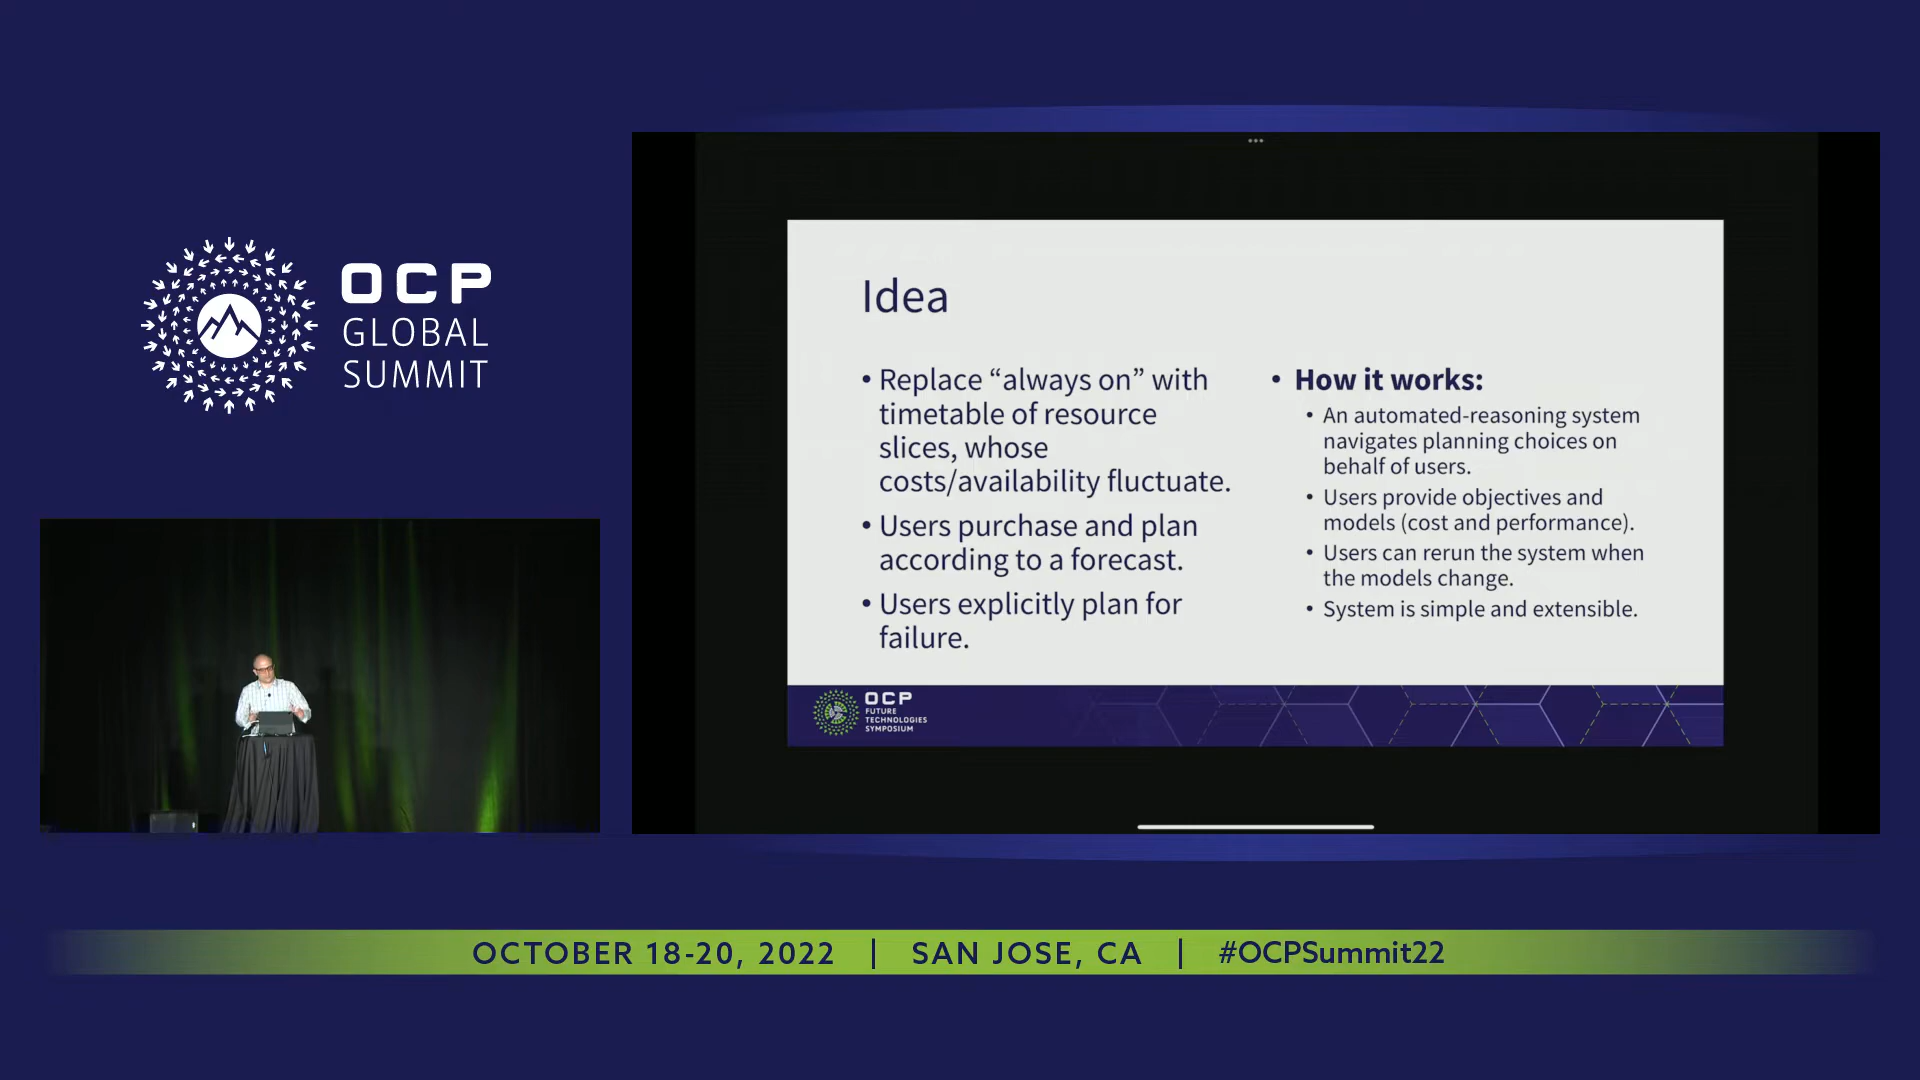 OCP
GLOBAL
SUMMIT
Idea
• Replace “always on” with
timetable of resource
slices, whose
costs/availability fluctuate.
• Users purchase and plan
according to a forecast.
• Users explicitly plan for
failure.
• How it works:
• An automated-reasoning system
navigates planning choices on
behalf of users.
• Users provide objectives and
models (cost and performance).
• Users can rerun the system when
the models change.
• System is simple and extensible.
OCP
FUTURE
TECHNOLOGIES
SYMPOSIUM
OCTOBER 18-20, 2022 | SAN JOSE, CA | #OCPSummit22